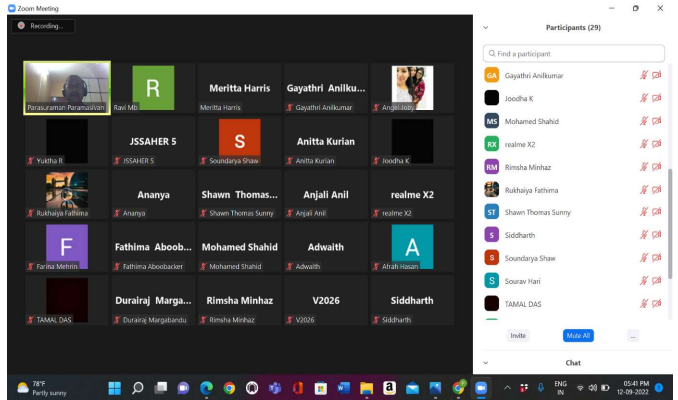 Zoom Meeting
Recording...
Participants (29)
Find a participant
Parasuraman Paramasivan
R
Ravi Mb
Meritta Harris
Meritta Harris
Gayathri Anilku...
Gayathri Anilkumar
Angel Joby
Yuktha R
JSSAHER 5
JSSAHER 5
S
Soundarya Shaw
Anitta Kurian
Anitta Kurian
Joodha K
Rukhaiya Fathima
Ananya
Ananya
Shawn Thomas...
Shawn Thomas Sunny
Anjali Anil
Anjali Anil
realme X2
realme X2
F
Farina Mehrin
Fathima Aboob...
Fathima Aboobacker
Mohamed Shahid
Mohamed Shahid
Adwaith
Adwaith
A
Afrah Hasan
TAMAL DAS
Durairaj Marga...
Durairaj Margabandu
Rimsha Minhaz
Rimsha Minhaz
V2026
V2026
Siddharth
Siddharth
GA Gayathri Anilkumar
Joodha K
MS Mohamed Shahid
RX realme X2
RM Rimsha Minhaz
Rukhaiya Fathima
ST Shawn Thomas Sunny
S Siddharth
S Soundarya Shaw
S Sourav Hari
TAMAL DAS
Invite Mute All ...
Chat
78°F
Partly sunny
ENG
IN
05:41 PM
12-09-2022